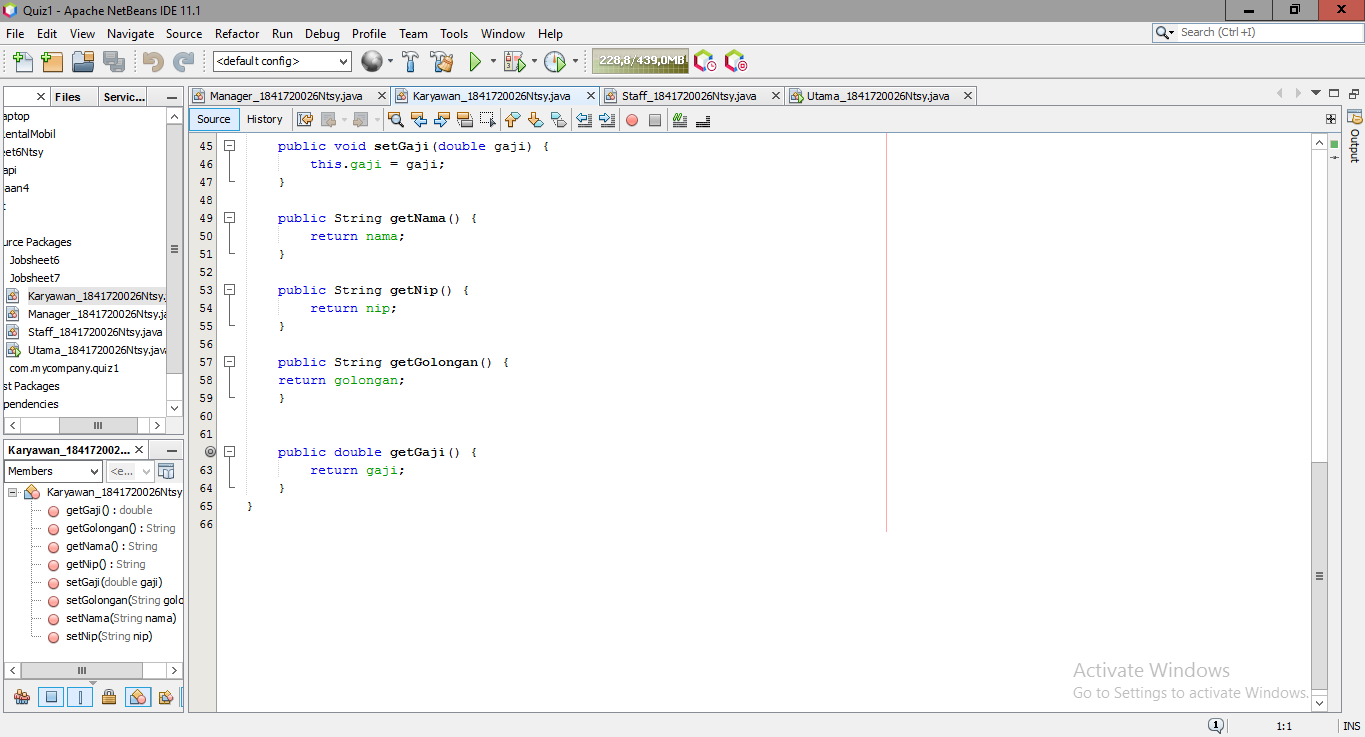 Quiz1 - Apache NetBeans IDE 11.1
File Edit View Navigate Source Refactor Run Debug Profile Team Tools Window Help
Search (Ctrl+I)
<default config>
228,8/439,0MB
Files Servic...
Manager_1841720026Ntsy.java Karyawan_1841720026Ntsy.java Staff_1841720026Ntsy.java Utama_1841720026Ntsy.java
Source History
Output
aptop
entalMobil
eet6Ntsy
api
aan4
urce Packages
Jobsheet6
Jobsheet7
Karyawan_1841720026Ntsy.
Manager_1841720026Ntsy.ja
Staff_1841720026Ntsy.java
Utama_1841720026Ntsy.java
com.mycompany.quiz1
st Packages
pendencies
Karyawan_184172002...
Members <e...
Karyawan_1841720026Ntsy
getGaji() : double
getGolongan() : String
getNama() : String
getNip() : String
setGaji(double gaji)
setGolongan(String golo
setNama(String nama)
setNip(String nip)
45 public void setGaji(double gaji) {
46 this.gaji = gaji;
47 }
48
49 public String getNama() {
50 return nama;
51 }
52
53 public String getNip() {
54 return nip;
55 }
56
57 public String getGolongan() {
58 return golongan;
59 }
60
61
public double getGaji() {
63 return gaji;
64 }
65 }
66
Activate Windows
Go to Settings to activate Windows.
1 1:1 INS